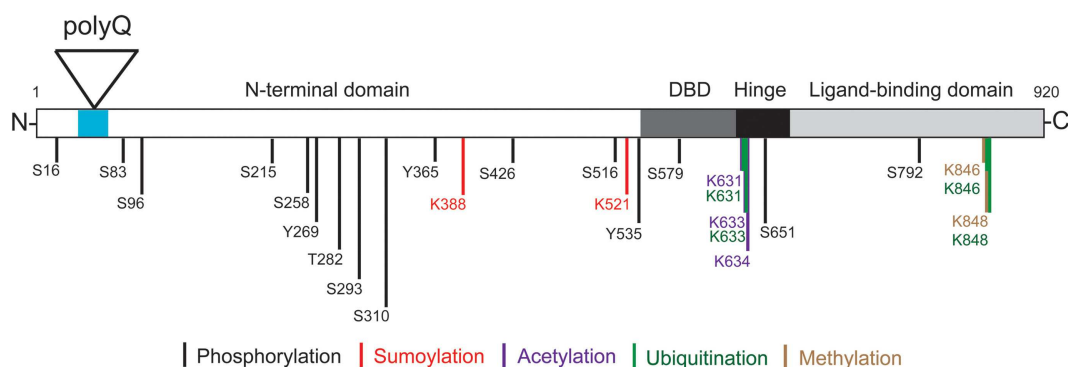 polyQ
1 N-terminal domain DBD Hinge Ligand-binding domain 920
N C
S16 S83 S215 Y365 S426 S516 S579 S792 K846
K631
K631 K846
S96 S258 K388 K521
K633 K848
Y269 Y535 K633 S651 K848
T282 K634
S293
S310
Phosphorylation Sumoylation Acetylation Ubiquitination Methylation